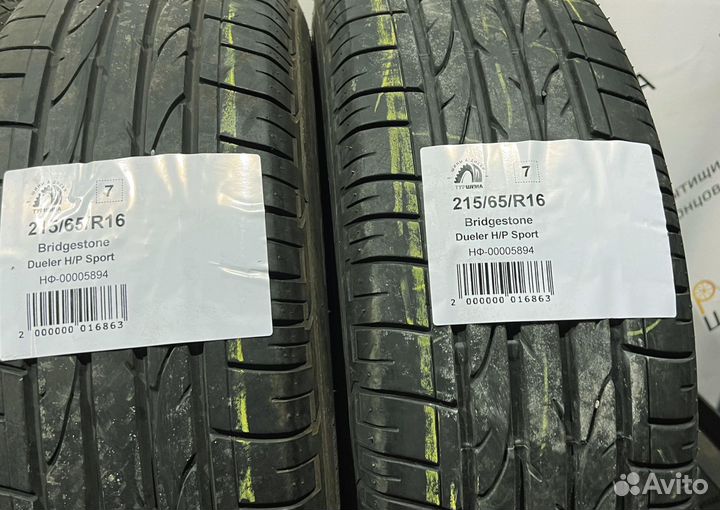 7
ТУРШИНА
215/65/R16
Bridgestone
Dueler H/P Sport
НФ-00005894
2 000000 016863
7
ТУРШИНА
215/65/R16
Bridgestone
Dueler H/P Sport
НФ-00005894
2 000000 016863
Avito